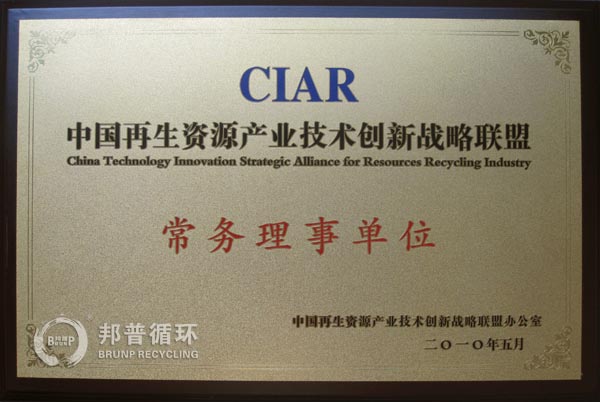 CIAR
中国再生资源产业技术创新战略联盟
China Technology Innovation Strategic Alliance for Resources Recycling Industry
常务理事单位
中国再生资源产业技术创新战略联盟办公室
二〇一〇年五月
邦普循环
BRUNP RECYCLING